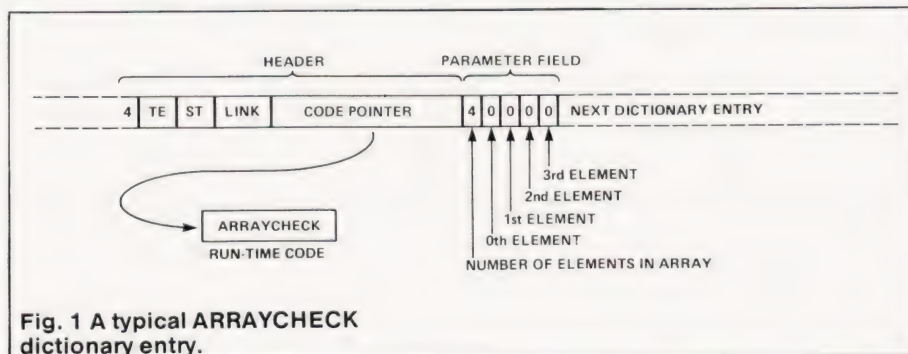 HEADER PARAMETER FIELD
4 TE ST LINK CODE POINTER 4 0 0 0 0 NEXT DICTIONARY ENTRY
3rd ELEMENT
2nd ELEMENT
ARRAYCHECK 1st ELEMENT
RUN-TIME CODE 0th ELEMENT
NUMBER OF ELEMENTS IN ARRAY
Fig. 1 A typical ARRAYCHECK
dictionary entry.